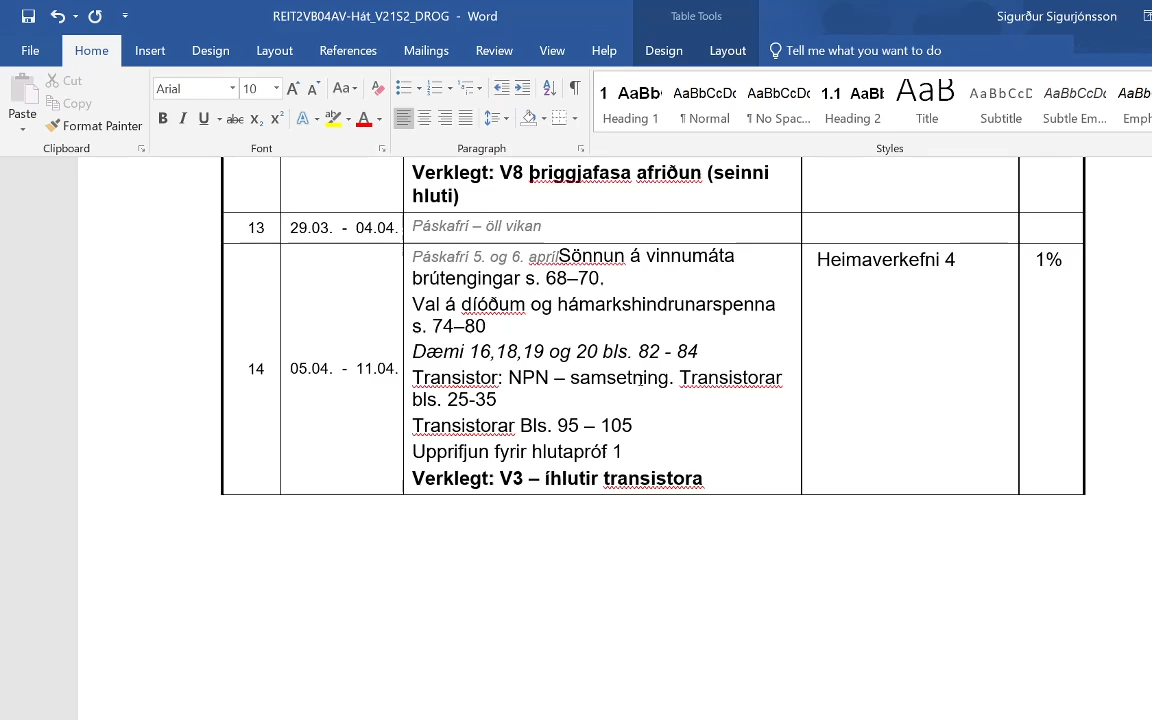 REIT2VB04AV-Hát_V21S2_DROG - Word
Table Tools
Sigurður Sigurjónsson
File Home Insert Design Layout References Mailings Review View Help Design Layout Tell me what you want to do
Paste
Cut
Copy
Format Painter
Clipboard
Arial 10
Font
Paragraph
1 AaBb AaBbCcDc AaBbCcDc 1.1 AaBt AaB AaBbCcD AaBbCcDc AaBb
Heading 1 ¶ Normal ¶ No Spac... Heading 2 Title Subtitle Subtle Em... Emph
Styles
Verklegt: V8 þriggjafasa afriðun (seinni
hluti)
13 29.03. - 04.04. Páskafrí – öll vikan
14 05.04. - 11.04.
Páskafrí 5. og 6. aprílSönnun á vinnumáta
brútengingar s. 68–70.
Val á díóðum og hámarkshindrunarspenna
s. 74–80
Dæmi 16,18,19 og 20 bls. 82 - 84
Transistor: NPN – samsetning. Transistorar
bls. 25-35
Transistorar Bls. 95 – 105
Upprifjun fyrir hlutapróf 1
Verklegt: V3 – íhlutir transistora
Heimaverkefni 4
1%